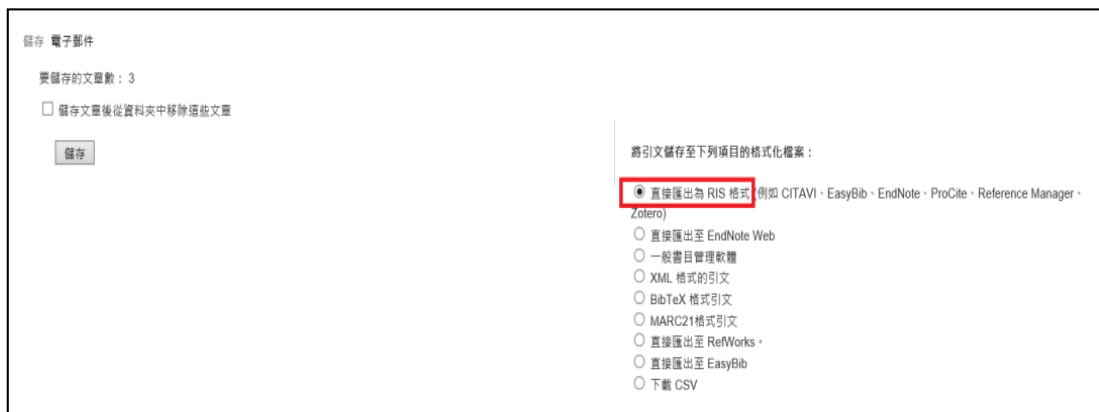 儲存 電子郵件
要儲存的文章數： 3
儲存文章後從資料夾中移除這些文章
儲存
將引文儲存至下列項目的格式化檔案：
直接匯出為 RIS 格式 (例如 CITAVI、EasyBib、EndNote、ProCite、Reference Manager、
Zotero)
直接匯出至 EndNote Web
一般書目管理軟體
XML 格式的引文
BibTeX 格式引文
MARC21格式引文
直接匯出至 RefWorks。
直接匯出至 EasyBib
下載 CSV